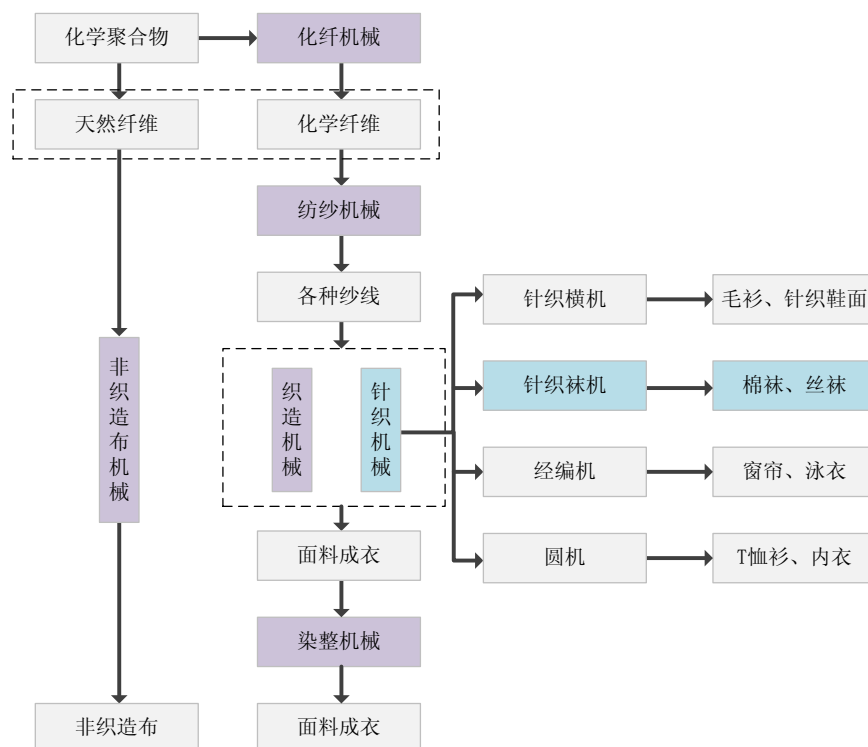 化学聚合物
化纤机械
天然纤维
化学纤维
纺纱机械
各种纱线
针织横机
毛衫、针织鞋面
非织造布机械
织造机械
针织机械
针织袜机
棉袜、丝袜
经编机
窗帘、泳衣
面料成衣
圆机
T恤衫、内衣
染整机械
非织造布
面料成衣